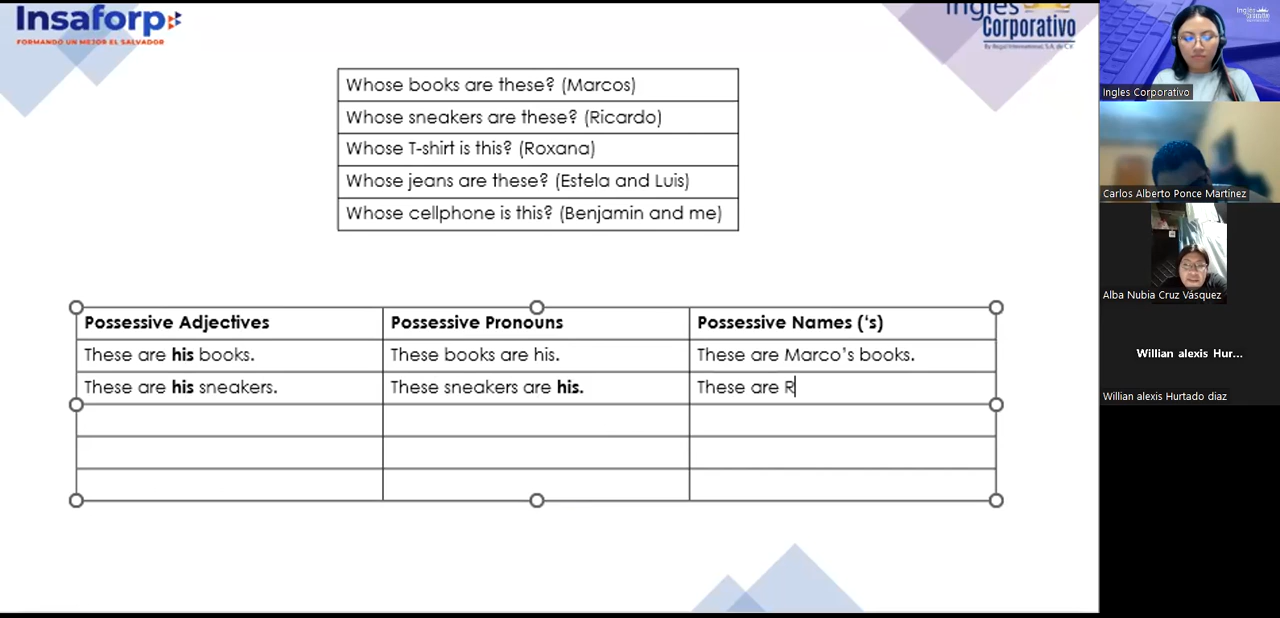 Insaforp
FORMANDO UN MEJOR EL SALVADOR
Ingles
Corporativo
Whose books are these? (Marcos)
Whose sneakers are these? (Ricardo)
Whose T-shirt is this? (Roxana)
Whose jeans are these? (Estela and Luis)
Whose cellphone is this? (Benjamin and me)
Possessive Adjectives Possessive Pronouns Possessive Names (‘s)
These are his books. These books are his. These are Marco’s books.
These are his sneakers. These sneakers are his. These are R
Ingles Corporativo
Carlos Alberto Ponce Martinez
Alba Nubia Cruz Vásquez
Willian alexis Hur...
Willian alexis Hurtado diaz